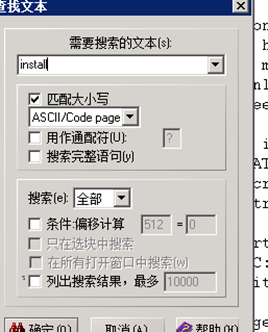 查找文本
需要搜索的文本(s):
install
匹配大小写
ASCII/Code page
用作通配符(U): ?
搜索完整语句(y)
搜索(e): 全部
条件:偏移计算 512 = 0
只在选块中搜索
在所有打开窗口中搜索(w)
列出搜索结果，最多 10000
确定(O) 取消(A) 帮助(H)